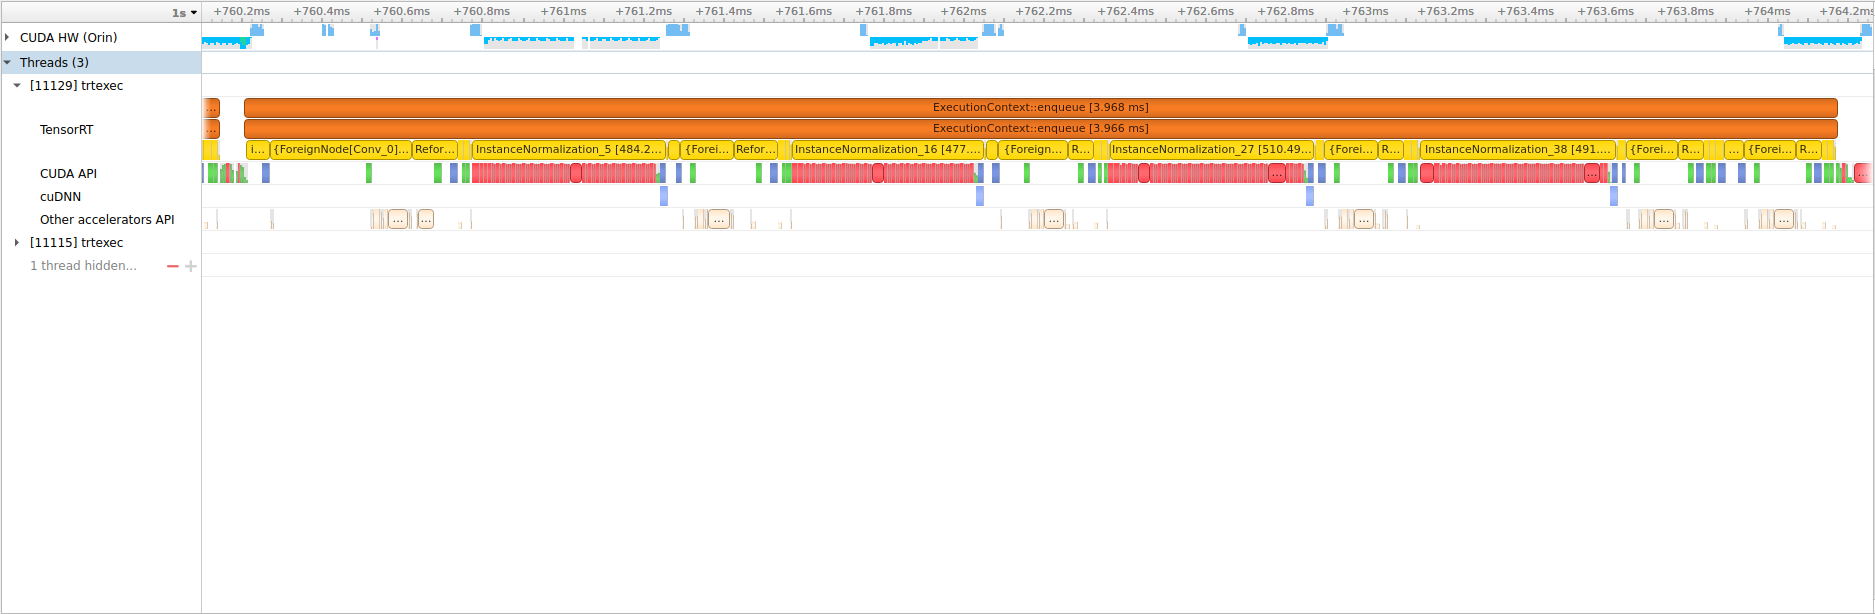 1s
+760.2ms +760.4ms +760.6ms +760.8ms +761ms +761.2ms +761.4ms +761.6ms +761.8ms +762ms +762.2ms +762.4ms +762.6ms +762.8ms +763ms +763.2ms +763.4ms +763.6ms +763.8ms +764ms +764.2ms
CUDA HW (Orin)
Threads (3)
[11129] trtexec
... ExecutionContext::enqueue [3.968 ms]
TensorRT
... ExecutionContext::enqueue [3.966 ms]
i... {ForeignNode[Conv_0]... Refor... InstanceNormalization_5 [484.2... {Forei... Refor... InstanceNormalization_16 [477.... {Foreign... R... InstanceNormalization_27 [510.49... {Forei... R... InstanceNormalization_38 [491.... {Forei... R... ... {Forei... R...
CUDA API ... ... ...
cuDNN
Other accelerators API ... ... ... ... ... ... ...
[11115] trtexec
1 thread hidden...